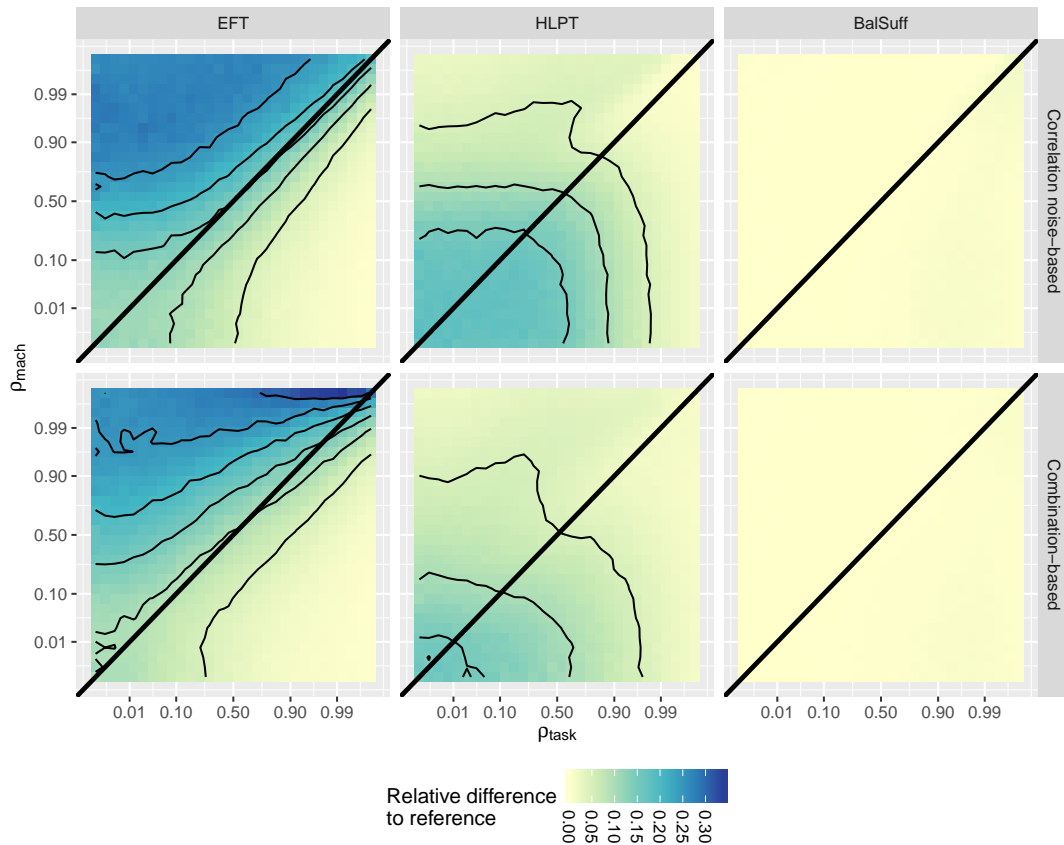 EFT
HLPT
BalSuff
0.99
0.90
0.50
0.10
0.01
Correlation noise−based
ρmach
0.99
0.90
0.50
0.10
0.01
Combination−based
0.01 0.10 0.50 0.90 0.99
0.01 0.10 0.50 0.90 0.99
0.01 0.10 0.50 0.90 0.99
ρtask
Relative difference
to reference
0.00
0.05
0.10
0.15
0.20
0.25
0.30